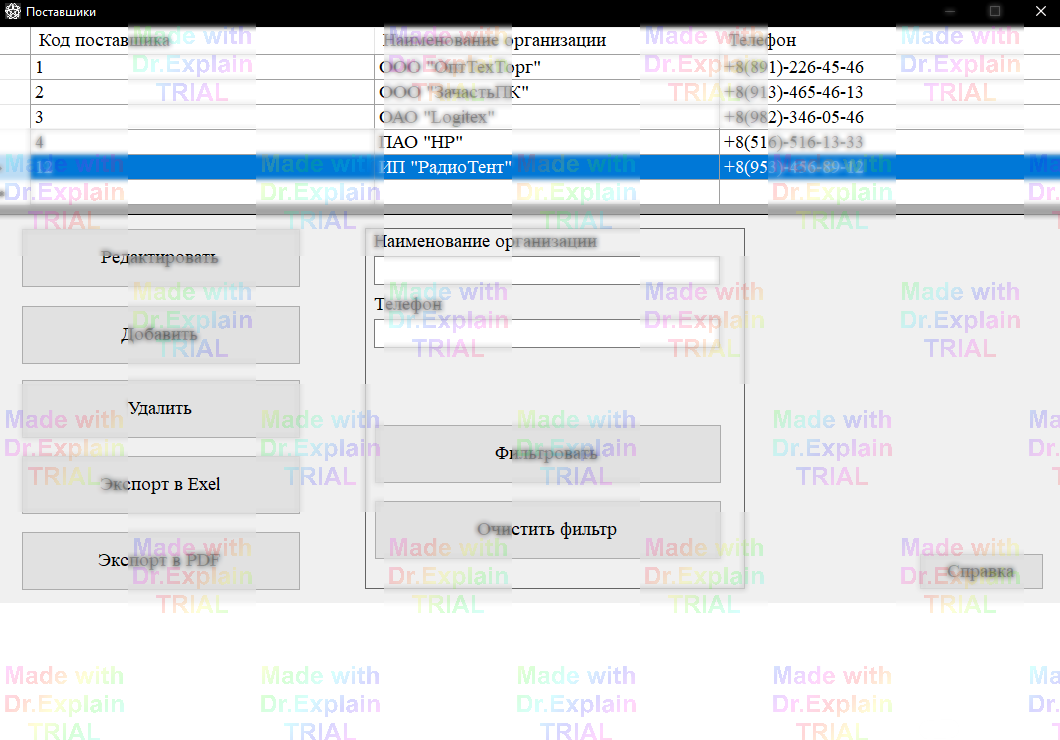 Поставшики
Код поставшика Наименование организации Телефон
1 ООО "ОптТехТорг" +8(891)-226-45-46
2 ООО "ЗачастьПК" +8(913)-465-46-13
3 ОАО "Logitex" +8(982)-346-05-46
4 ПАО "НР" +8(516)-516-13-33
12 ИП "РадиоТент" +8(953)-456-89-12
Редактировать
Добавить
Удалить
Экспорт в Exel
Экспорт в PDF
Наименование организации
Телефон
Фильтровать
Очистить фильтр
Справка
Made with
Dr.Explain
TRIAL